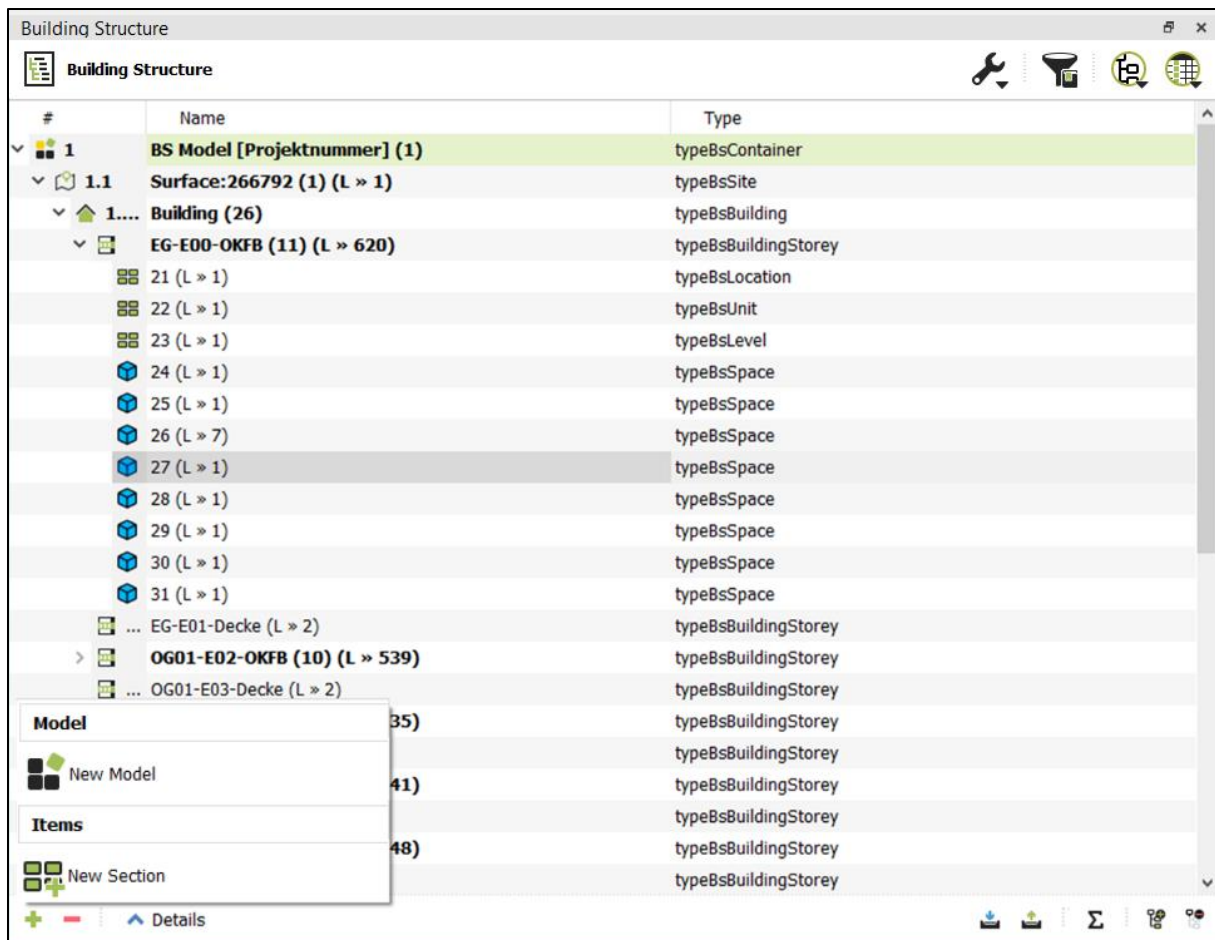 Building Structure
Building Structure
# Name Type
1 BS Model [Projektnummer] (1) typeBsContainer
1.1 Surface:266792 (1) (L » 1) typeBsSite
1.... Building (26) typeBsBuilding
EG-E00-OKFB (11) (L » 620) typeBsBuildingStorey
21 (L » 1) typeBsLocation
22 (L » 1) typeBsUnit
23 (L » 1) typeBsLevel
24 (L » 1) typeBsSpace
25 (L » 1) typeBsSpace
26 (L » 7) typeBsSpace
27 (L » 1) typeBsSpace
28 (L » 1) typeBsSpace
29 (L » 1) typeBsSpace
30 (L » 1) typeBsSpace
31 (L » 1) typeBsSpace
... EG-E01-Decke (L » 2) typeBsBuildingStorey
OG01-E02-OKFB (10) (L » 539) typeBsBuildingStorey
... OG01-E03-Decke (L » 2) typeBsBuildingStorey
Model 35) typeBsBuildingStorey
typeBsBuildingStorey
New Model
41) typeBsBuildingStorey
Items typeBsBuildingStorey
48) typeBsBuildingStorey
New Section typeBsBuildingStorey
Details Σ